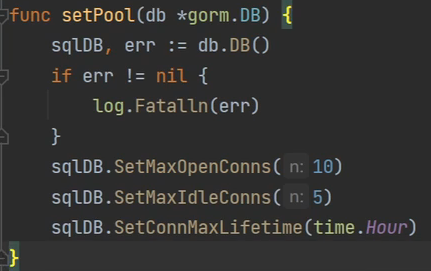 func setPool(db *gorm.DB) {
    sqlDB, err := db.DB()
    if err != nil {
        log.Fatalln(err)
    }
    sqlDB.SetMaxOpenConns( n: 10)
    sqlDB.SetMaxIdleConns( n: 5)
    sqlDB.SetConnMaxLifetime(time.Hour)
}